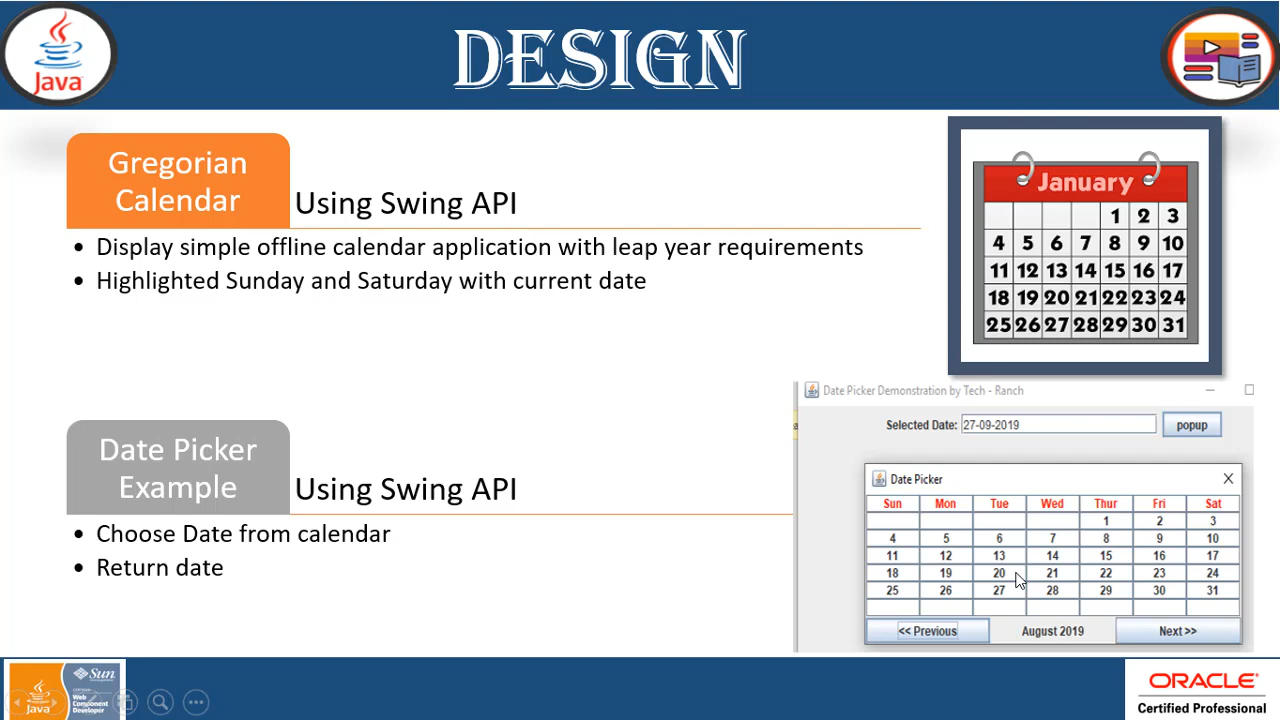 Java
DESIGN
Gregorian
Calendar
Using Swing API
• Display simple offline calendar application with leap year requirements
• Highlighted Sunday and Saturday with current date
January
1 2 3
4 5 6 7 8 9 10
11 12 13 14 15 16 17
18 19 20 21 22 23 24
25 26 27 28 29 30 31
Date Picker
Example
Using Swing API
• Choose Date from calendar
• Return date
Date Picker Demonstration by Tech - Ranch
Selected Date: 27-09-2019 popup
Date Picker
Sun Mon Tue Wed Thur Fri Sat
1 2 3
4 5 6 7 8 9 10
11 12 13 14 15 16 17
18 19 20 21 22 23 24
25 26 27 28 29 30 31
<< Previous August 2019 Next >>
Java
Sun
Web
Component
Developer
ORACLE
Certified Professional